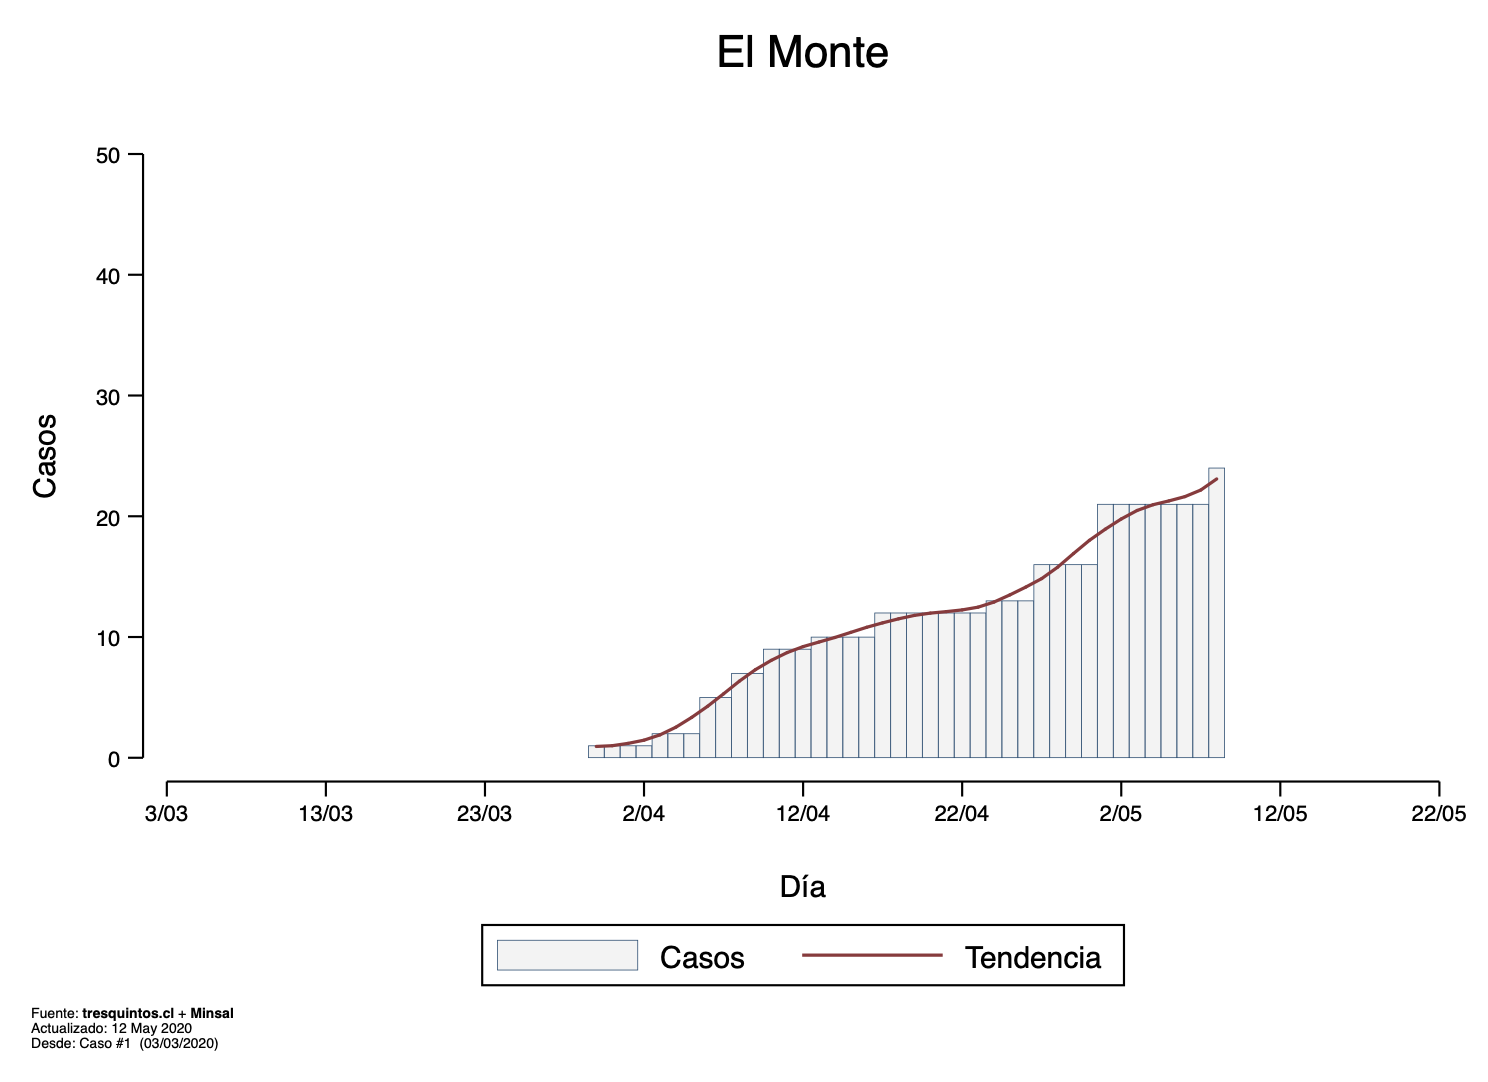 El Monte
50
40
30
20
10
0
Casos
3/03 13/03 23/03 2/04 12/04 22/04 2/05 12/05 22/05
Día
Casos Tendencia
Fuente: tresquintos.cl + Minsal
Actualizado: 12 May 2020
Desde: Caso #1 (03/03/2020)